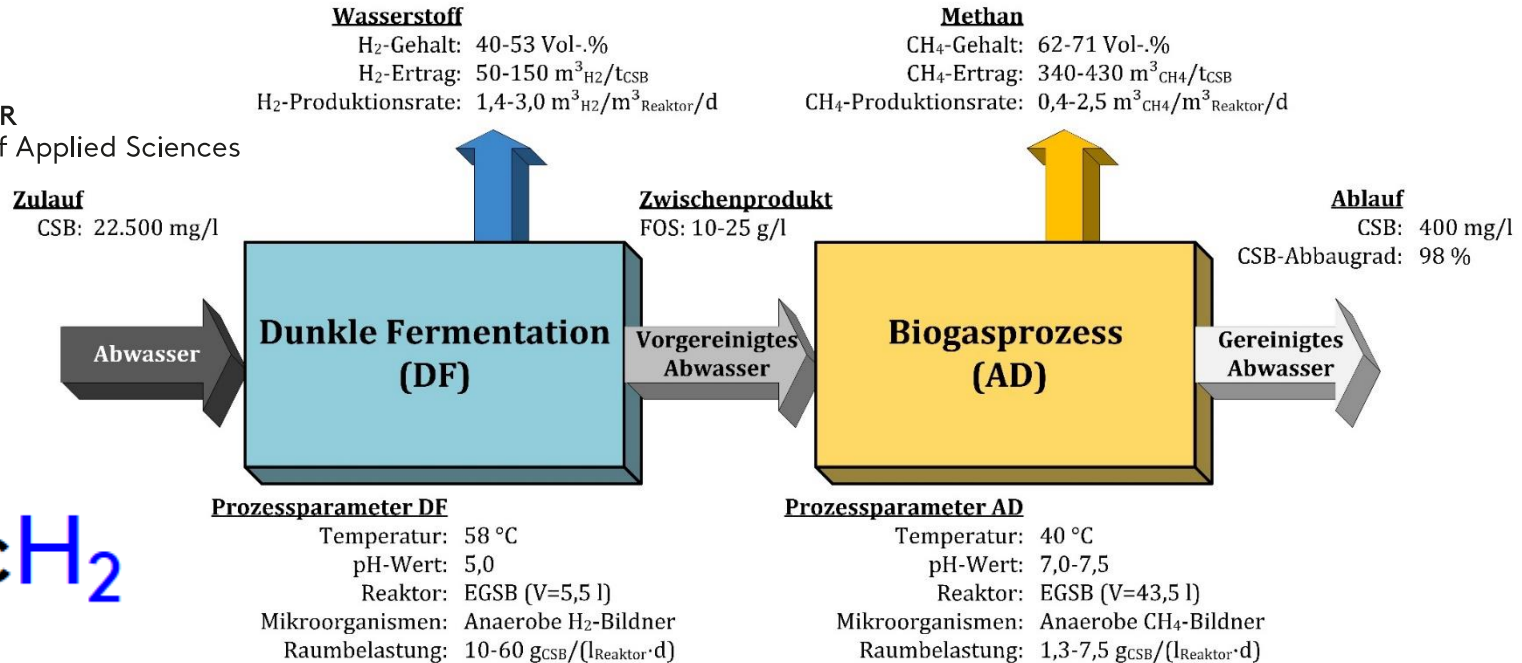 Wasserstoff
H₂-Gehalt: 40-53 Vol-.%
H₂-Ertrag: 50-150 m³H2/tCSB
H₂-Produktionsrate: 1,4-3,0 m³H2/m³Reaktor/d
Methan
CH₄-Gehalt: 62-71 Vol-.%
CH₄-Ertrag: 340-430 m³CH4/tCSB
CH₄-Produktionsrate: 0,4-2,5 m³CH4/m³Reaktor/d
R
f Applied Sciences
Zulauf
CSB: 22.500 mg/l
Zwischenprodukt
FOS: 10-25 g/l
Ablauf
CSB: 400 mg/l
CSB-Abbaugrad: 98 %
Abwasser
Dunkle Fermentation
(DF)
Vorgereinigtes
Abwasser
Biogasprozess
(AD)
Gereinigtes
Abwasser
cH₂
Prozessparameter DF
Temperatur: 58 °C
pH-Wert: 5,0
Reaktor: EGSB (V=5,5 l)
Mikroorganismen: Anaerobe H₂-Bildner
Raumbelastung: 10-60 gCSB/(lReaktor·d)
Prozessparameter AD
Temperatur: 40 °C
pH-Wert: 7,0-7,5
Reaktor: EGSB (V=43,5 l)
Mikroorganismen: Anaerobe CH₄-Bildner
Raumbelastung: 1,3-7,5 gCSB/(lReaktor·d)